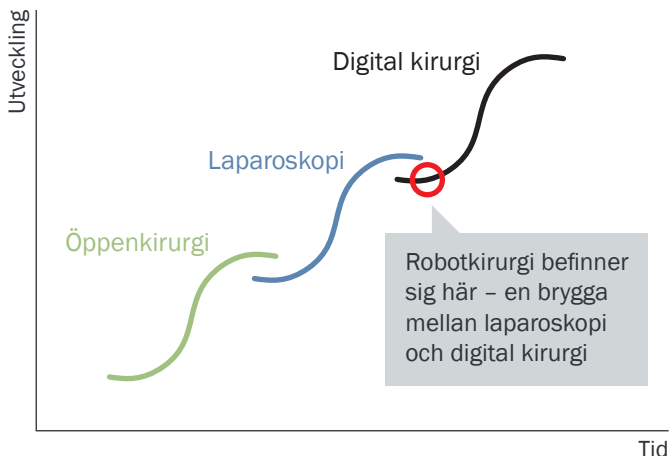 Utveckling
Digital kirurgi
Laparoskopi
Öppenkirurgi
Robotkirurgi befinner
sig här – en brygga
mellan laparoskopi
och digital kirurgi
Tid